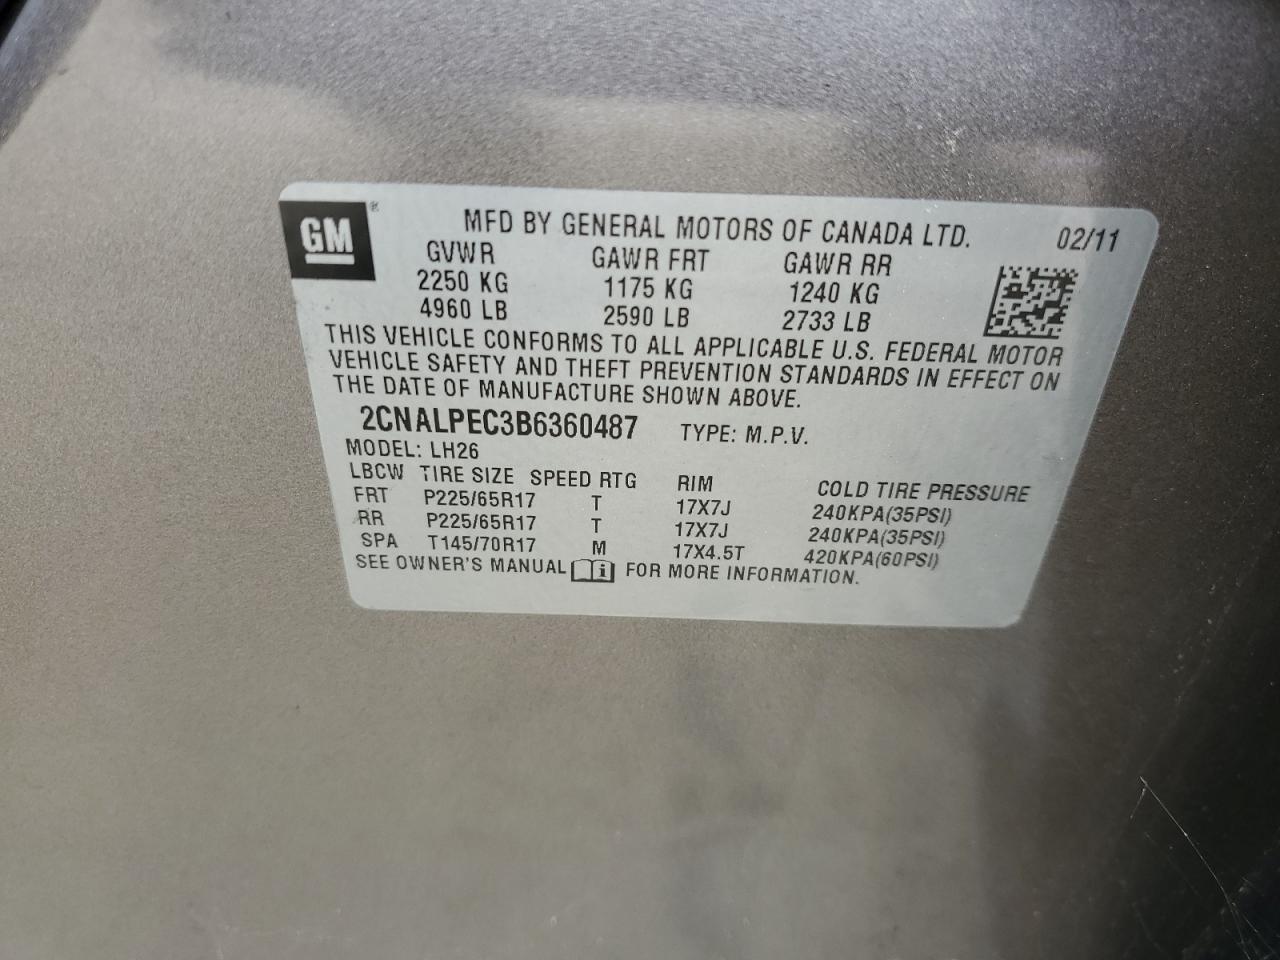 GM ®
MFD BY GENERAL MOTORS OF CANADA LTD. 02/11
GVWR GAWR FRT GAWR RR
2250 KG 1175 KG 1240 KG
4960 LB 2590 LB 2733 LB
THIS VEHICLE CONFORMS TO ALL APPLICABLE U.S. FEDERAL MOTOR
VEHICLE SAFETY AND THEFT PREVENTION STANDARDS IN EFFECT ON
THE DATE OF MANUFACTURE SHOWN ABOVE.
2CNALPEC3B6360487 TYPE: M.P.V.
MODEL: LH26
LBCW TIRE SIZE SPEED RTG RIM COLD TIRE PRESSURE
FRT P225/65R17 T 17X7J 240KPA(35PSI)
RR P225/65R17 T 17X7J 240KPA(35PSI)
SPA T145/70R17 M 17X4.5T 420KPA(60PSI)
SEE OWNER'S MANUAL i FOR MORE INFORMATION.